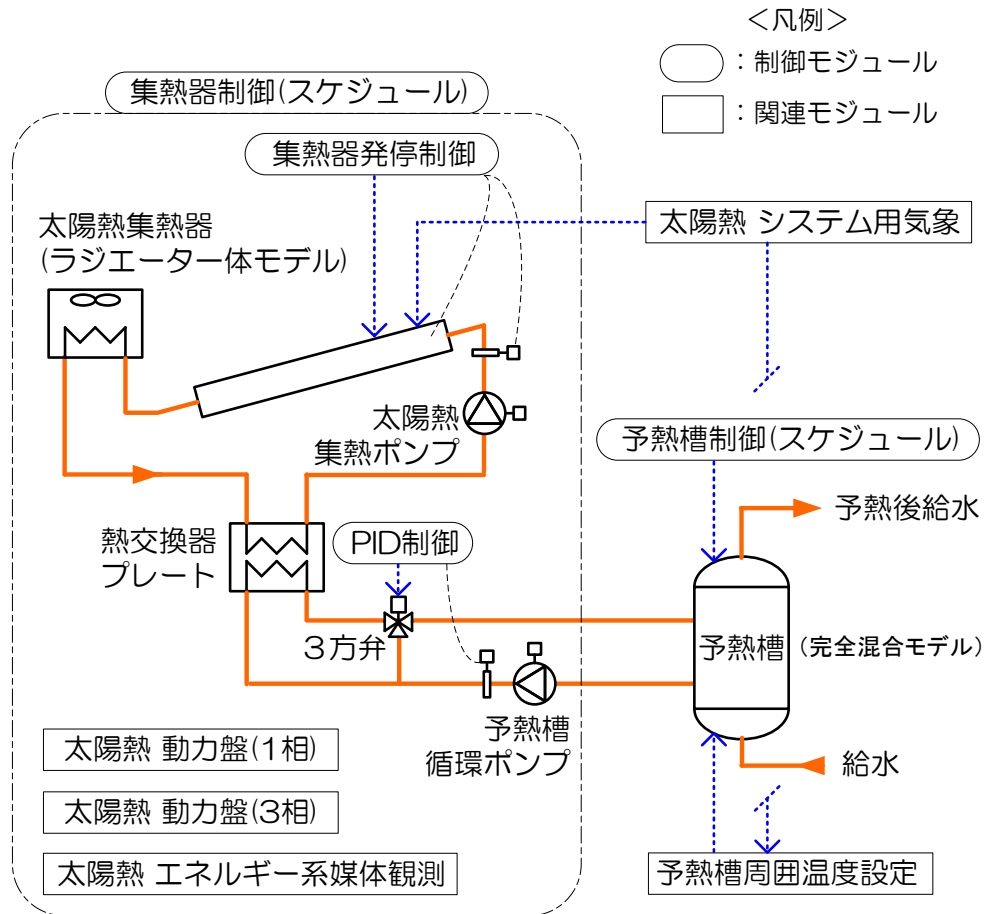 ＜凡例＞
：制御モジュール
：関連モジュール
集熱器制御(スケジュール)
集熱器発停制御
太陽熱集熱器
(ラジエーター体モデル)
太陽熱 システム用気象
太陽熱
集熱ポンプ
予熱槽制御(スケジュール)
予熱後給水
熱交換器
プレート
PID制御
３方弁
予熱槽
(完全混合モデル)
予熱槽
循環ポンプ
給水
太陽熱 動力盤(1相)
太陽熱 動力盤(3相)
太陽熱 エネルギー系媒体観測
予熱槽周囲温度設定